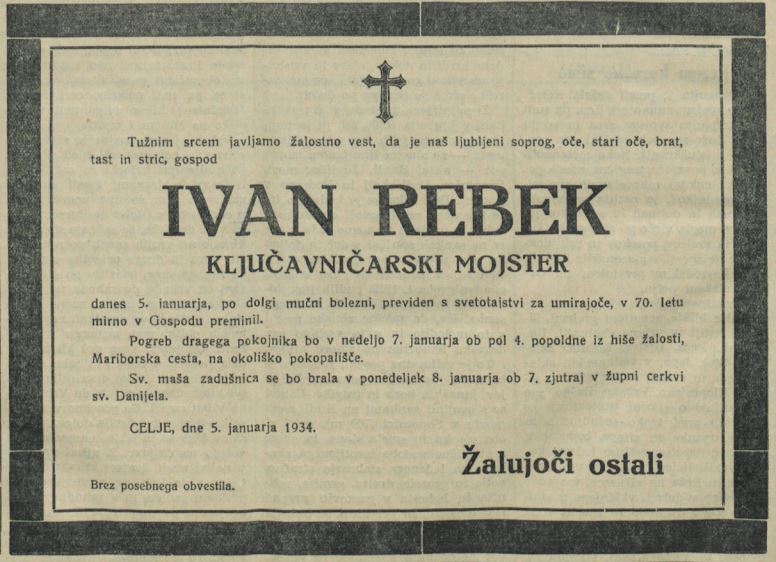 Tužnim srcem javljamo žalostno vest, da je naš ljubljeni soprog, oče, stari oče, brat,
tast in stric, gospod
IVAN REBEK
KLJUČAVNIČARSKI MOJSTER
danes 5. januarja, po dolgi mučni bolezni, previden s svetotajstvi za umirajoče, v 70. letu
mirno v Gospodu preminil.
Pogreb dragega pokojnika bo v nedeljo 7. januarja ob pol 4. popoldne iz hiše žalosti,
Mariborska cesta, na okoliško pokopališče.
Sv. maša zadušnica se bo brala v ponedeljek 8. januarja ob 7. zjutraj v župni cerkvi
sv. Danijela.
CELJE, dne 5. januarja 1934.
Žalujoči ostali
Brez posebnega obvestila.